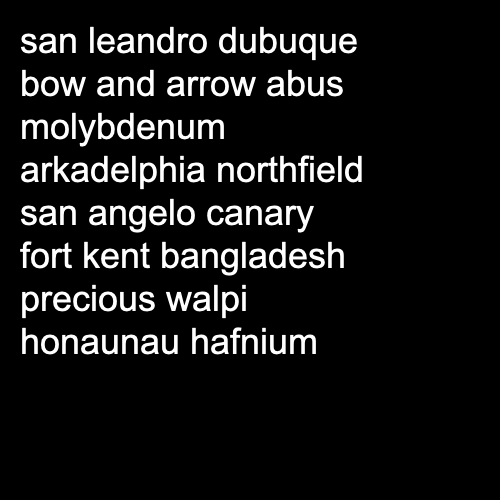 san leandro dubuque
bow and arrow abus
molybdenum
arkadelphia northfield
san angelo canary
fort kent bangladesh
precious walpi
honaunau hafnium